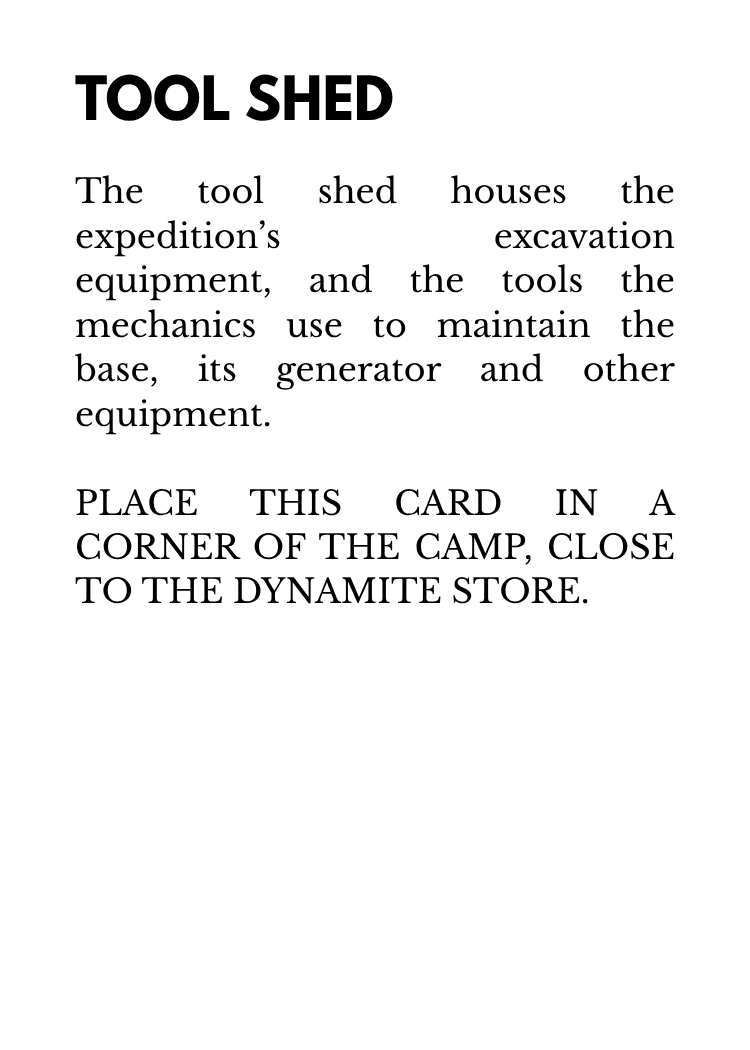 TOOL SHED
The tool shed houses the
expedition’s excavation
equipment, and the tools the
mechanics use to maintain the
base, its generator and other
equipment.
PLACE THIS CARD IN A
CORNER OF THE CAMP, CLOSE
TO THE DYNAMITE STORE.